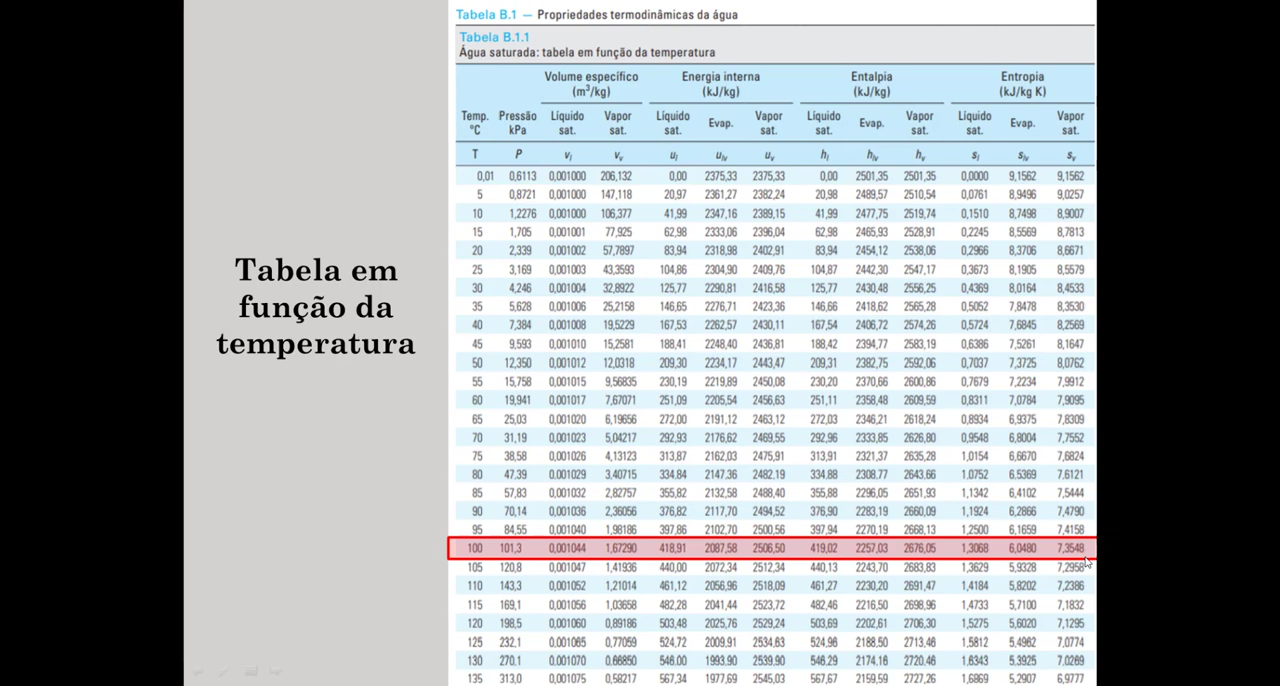 Tabela em
função da
temperatura
Tabela B.1 — Propriedades termodinâmicas da água
Tabela B.1.1
Água saturada: tabela em função da temperatura
Volume específico Energia interna Entalpia Entropia
(m³/kg) (kJ/kg) (kJ/kg) (kJ/kg K)
Temp. Pressão Líquido Vapor Líquido Evap. Vapor Líquido Evap. Vapor Líquido Evap. Vapor
°C kPa sat. sat. sat. sat. sat. sat. sat. sat.
T P vl vv ul ulv uv hl hlv hv sl slv sv
0,01 0,6113 0,001000 206,132 0,00 2375,33 2375,33 0,00 2501,35 2501,35 0,0000 9,1562 9,1562
5 0,8721 0,001000 147,118 20,97 2361,27 2382,24 20,98 2489,57 2510,54 0,0761 8,9496 9,0257
10 1,2276 0,001000 106,377 41,99 2347,16 2389,15 41,99 2477,75 2519,74 0,1510 8,7498 8,9007
15 1,705 0,001001 77,925 62,98 2333,06 2396,04 62,98 2465,93 2528,91 0,2245 8,5569 8,7813
20 2,339 0,001002 57,7897 83,94 2318,98 2402,91 83,94 2454,12 2538,06 0,2966 8,3706 8,6671
25 3,169 0,001003 43,3593 104,86 2304,90 2409,76 104,87 2442,30 2547,17 0,3673 8,1905 8,5579
30 4,246 0,001004 32,8922 125,77 2290,81 2416,58 125,77 2430,48 2556,25 0,4369 8,0164 8,4533
35 5,628 0,001006 25,2158 146,65 2276,71 2423,36 146,66 2418,62 2565,28 0,5052 7,8478 8,3530
40 7,384 0,001008 19,5229 167,53 2262,57 2430,11 167,54 2406,72 2574,26 0,5724 7,6845 8,2569
45 9,593 0,001010 15,2581 188,41 2248,40 2436,81 188,42 2394,77 2583,19 0,6386 7,5261 8,1647
50 12,350 0,001012 12,0318 209,30 2234,17 2443,47 209,31 2382,75 2592,06 0,7037 7,3725 8,0762
55 15,758 0,001015 9,56835 230,19 2219,89 2450,08 230,20 2370,66 2600,86 0,7679 7,2234 7,9912
60 19,941 0,001017 7,67071 251,09 2205,54 2456,63 251,11 2358,48 2609,59 0,8311 7,0784 7,9095
65 25,03 0,001020 6,19656 272,00 2191,12 2463,12 272,03 2346,21 2618,24 0,8934 6,9375 7,8309
70 31,19 0,001023 5,04217 292,93 2176,62 2469,55 292,96 2333,85 2626,80 0,9548 6,8004 7,7552
75 38,58 0,001026 4,13123 313,87 2162,03 2475,91 313,91 2321,37 2635,28 1,0154 6,6670 7,6824
80 47,39 0,001029 3,40715 334,84 2147,36 2482,19 334,88 2308,77 2643,66 1,0752 6,5369 7,6121
85 57,83 0,001032 2,82757 355,82 2132,58 2488,40 355,88 2296,05 2651,93 1,1342 6,4102 7,5444
90 70,14 0,001036 2,36056 376,82 2117,70 2494,52 376,90 2283,19 2660,09 1,1924 6,2866 7,4790
95 84,55 0,001040 1,98186 397,86 2102,70 2500,56 397,94 2270,19 2668,13 1,2500 6,1659 7,4158
100 101,3 0,001044 1,67290 418,91 2087,58 2506,50 419,02 2257,03 2676,05 1,3068 6,0480 7,3548
105 120,8 0,001047 1,41936 440,00 2072,34 2512,34 440,13 2243,70 2683,83 1,3629 5,9328 7,2958
110 143,3 0,001052 1,21014 461,12 2056,96 2518,09 461,27 2230,20 2691,47 1,4184 5,8202 7,2386
115 169,1 0,001056 1,03658 482,28 2041,44 2523,72 482,46 2216,50 2698,96 1,4733 5,7100 7,1832
120 198,5 0,001060 0,89186 503,48 2025,76 2529,24 503,69 2202,61 2706,30 1,5275 5,6020 7,1295
125 232,1 0,001065 0,77059 524,72 2009,91 2534,63 524,96 2188,50 2713,46 1,5812 5,4962 7,0774
130 270,1 0,001070 0,66850 546,00 1993,90 2539,90 546,29 2174,16 2720,46 1,6343 5,3925 7,0269
135 313,0 0,001075 0,58217 567,34 1977,69 2545,03 567,67 2159,59 2727,26 1,6869 5,2907 6,9777